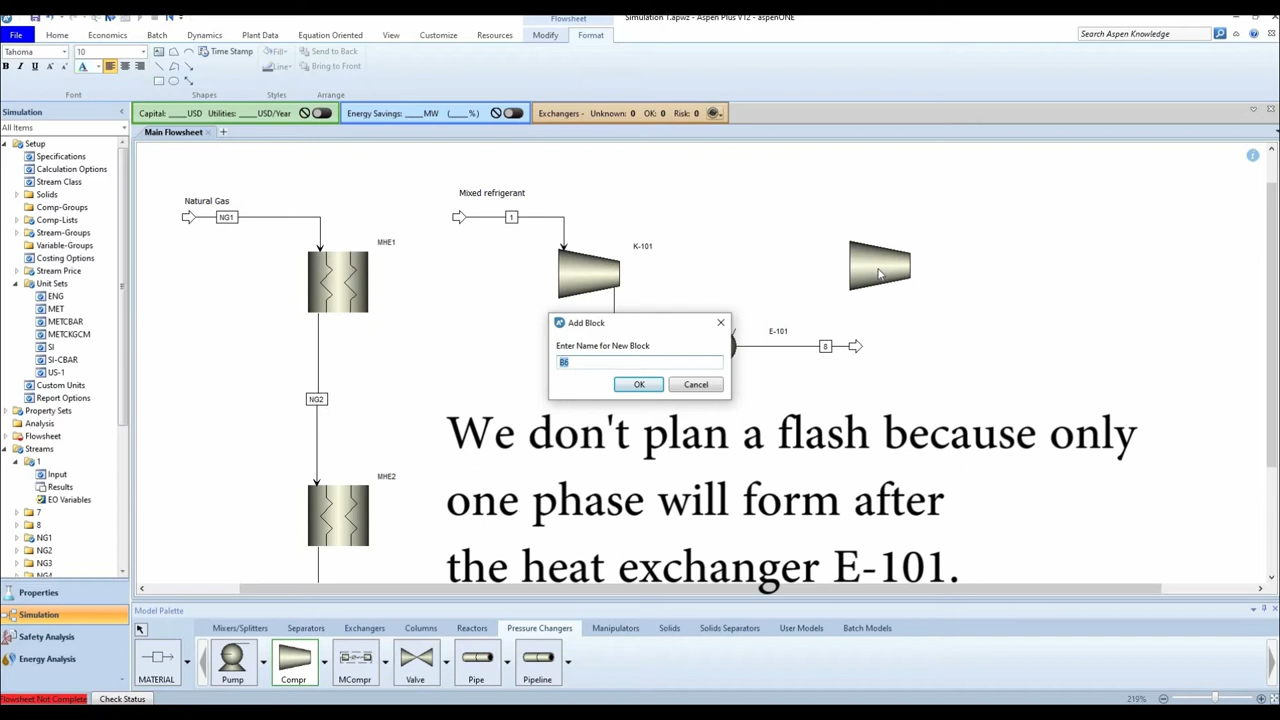 Flowsheet
Simulation 1.apwz - Aspen Plus V12 - aspenONE
File Home Economics Batch Dynamics Plant Data Equation Oriented View Customize Resources Modify Format
Search Aspen Knowledge
Tahoma 10 Time Stamp Fill Send to Back
B I U A A A Line Bring to Front
Font Shapes Styles Arrange
Simulation
Capital: ____USD Utilities: ____USD/Year
Energy Savings: ____MW (____%)
Exchangers - Unknown: 0 OK: 0 Risk: 0
All Items
Main Flowsheet +
Setup
Specifications
Calculation Options
Stream Class
Solids
Comp-Groups
Comp-Lists
Stream-Groups
Variable-Groups
Costing Options
Stream Price
Unit Sets
ENG
MET
METCBAR
METCKGCM
SI
SI-CBAR
US-1
Custom Units
Report Options
Property Sets
Analysis
Flowsheet
Streams
1
Input
Results
EO Variables
7
8
NG1
NG2
NG3
NG4
Properties
Simulation
Safety Analysis
Energy Analysis
Natural Gas
NG1
MHE1
NG2
MHE2
Mixed refrigerant
1
K-101
E-101
8
Add Block
Enter Name for New Block
B6
OK Cancel
We don't plan a flash because only
one phase will form after
the heat exchanger E-101.
Model Palette
Mixers/Splitters Separators Exchangers Columns Reactors Pressure Changers Manipulators Solids Solids Separators User Models Batch Models
MATERIAL Pump Compr MCompr Valve Pipe Pipeline
Flowsheet Not Complete Check Status 219%